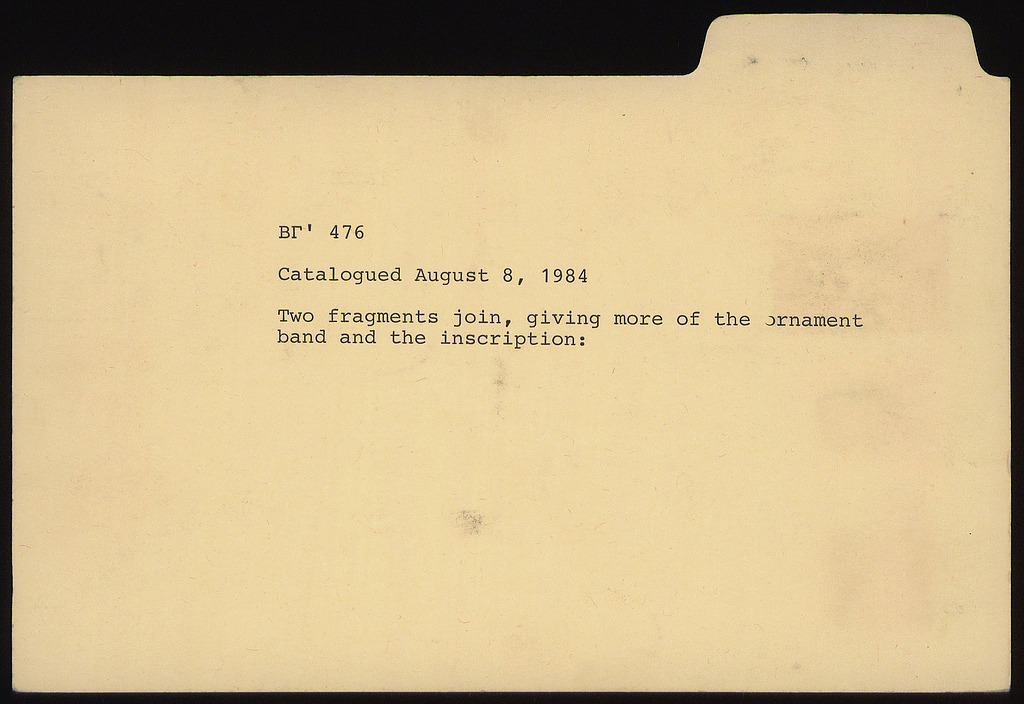 ΒΓ' 476
Catalogued August 8, 1984
Two fragments join, giving more of the ornament
band and the inscription: